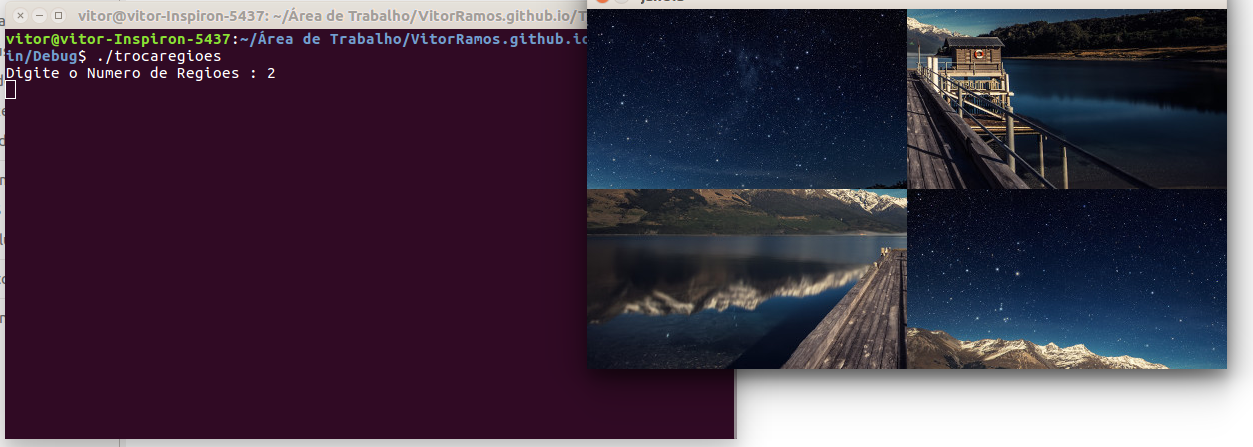 vitor@vitor-Inspiron-5437: ~/Área de Trabalho/VitorRamos.github.io/T
vitor@vitor-Inspiron-5437:~/Área de Trabalho/VitorRamos.github.io
in/Debug$ ./trocaregioes
Digite o Numero de Regioes : 2